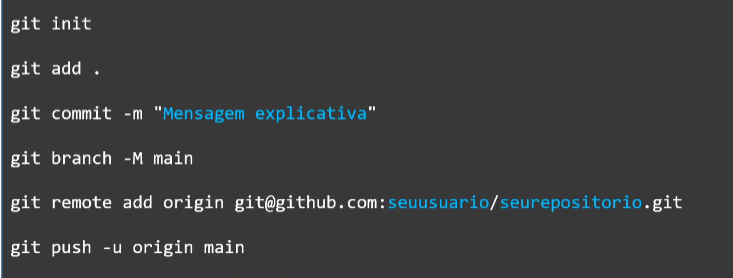 git init
git add .
git commit -m "Mensagem explicativa"
git branch -M main
git remote add origin git@github.com:seuusuario/seurepositorio.git
git push -u origin main